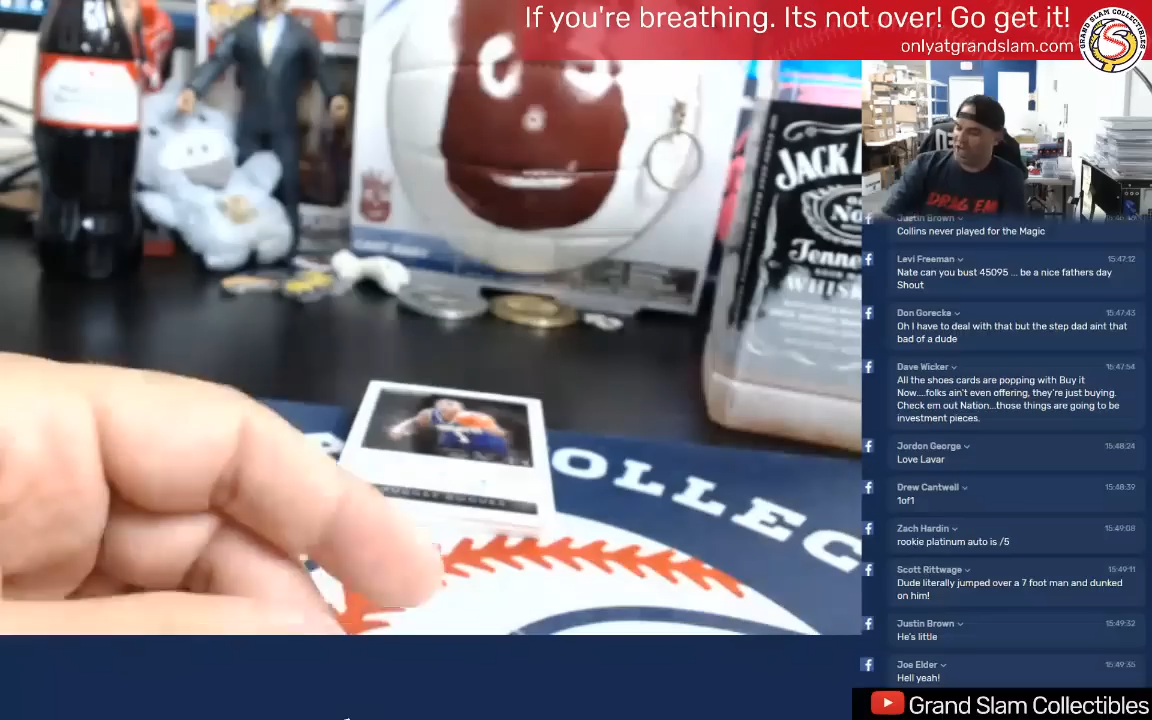 If you're breathing. Its not over! Go get it!
onlyatgrandslam.com
GRAND SLAM COLLECTIBLES
JACK
No
Tenne
WHISK
DRAG EM
OLLEC
Justin Brown
Collins never played for the Magic
Levi Freeman 15:47:12
Nate can you bust 45095 ... be a nice fathers day
Shout
Don Gorecke 15:47:43
Oh I have to deal with that but the step dad aint that
bad of a dude
Dave Wicker 15:47:54
All the shoes cards are popping with Buy it
Now....folks ain't even offering, they're just buying.
Check em out Nation...those things are going to be
investment pieces.
Jordon George 15:48:24
Love Lavar
Drew Cantwell 15:48:39
1of1
Zach Hardin 15:49:08
rookie platinum auto is /5
Scott Rittwage 15:49:11
Dude literally jumped over a 7 foot man and dunked
on him!
Justin Brown 15:49:32
He's little
Joe Elder 15:49:35
Hell yeah!
Grand Slam Collectibles